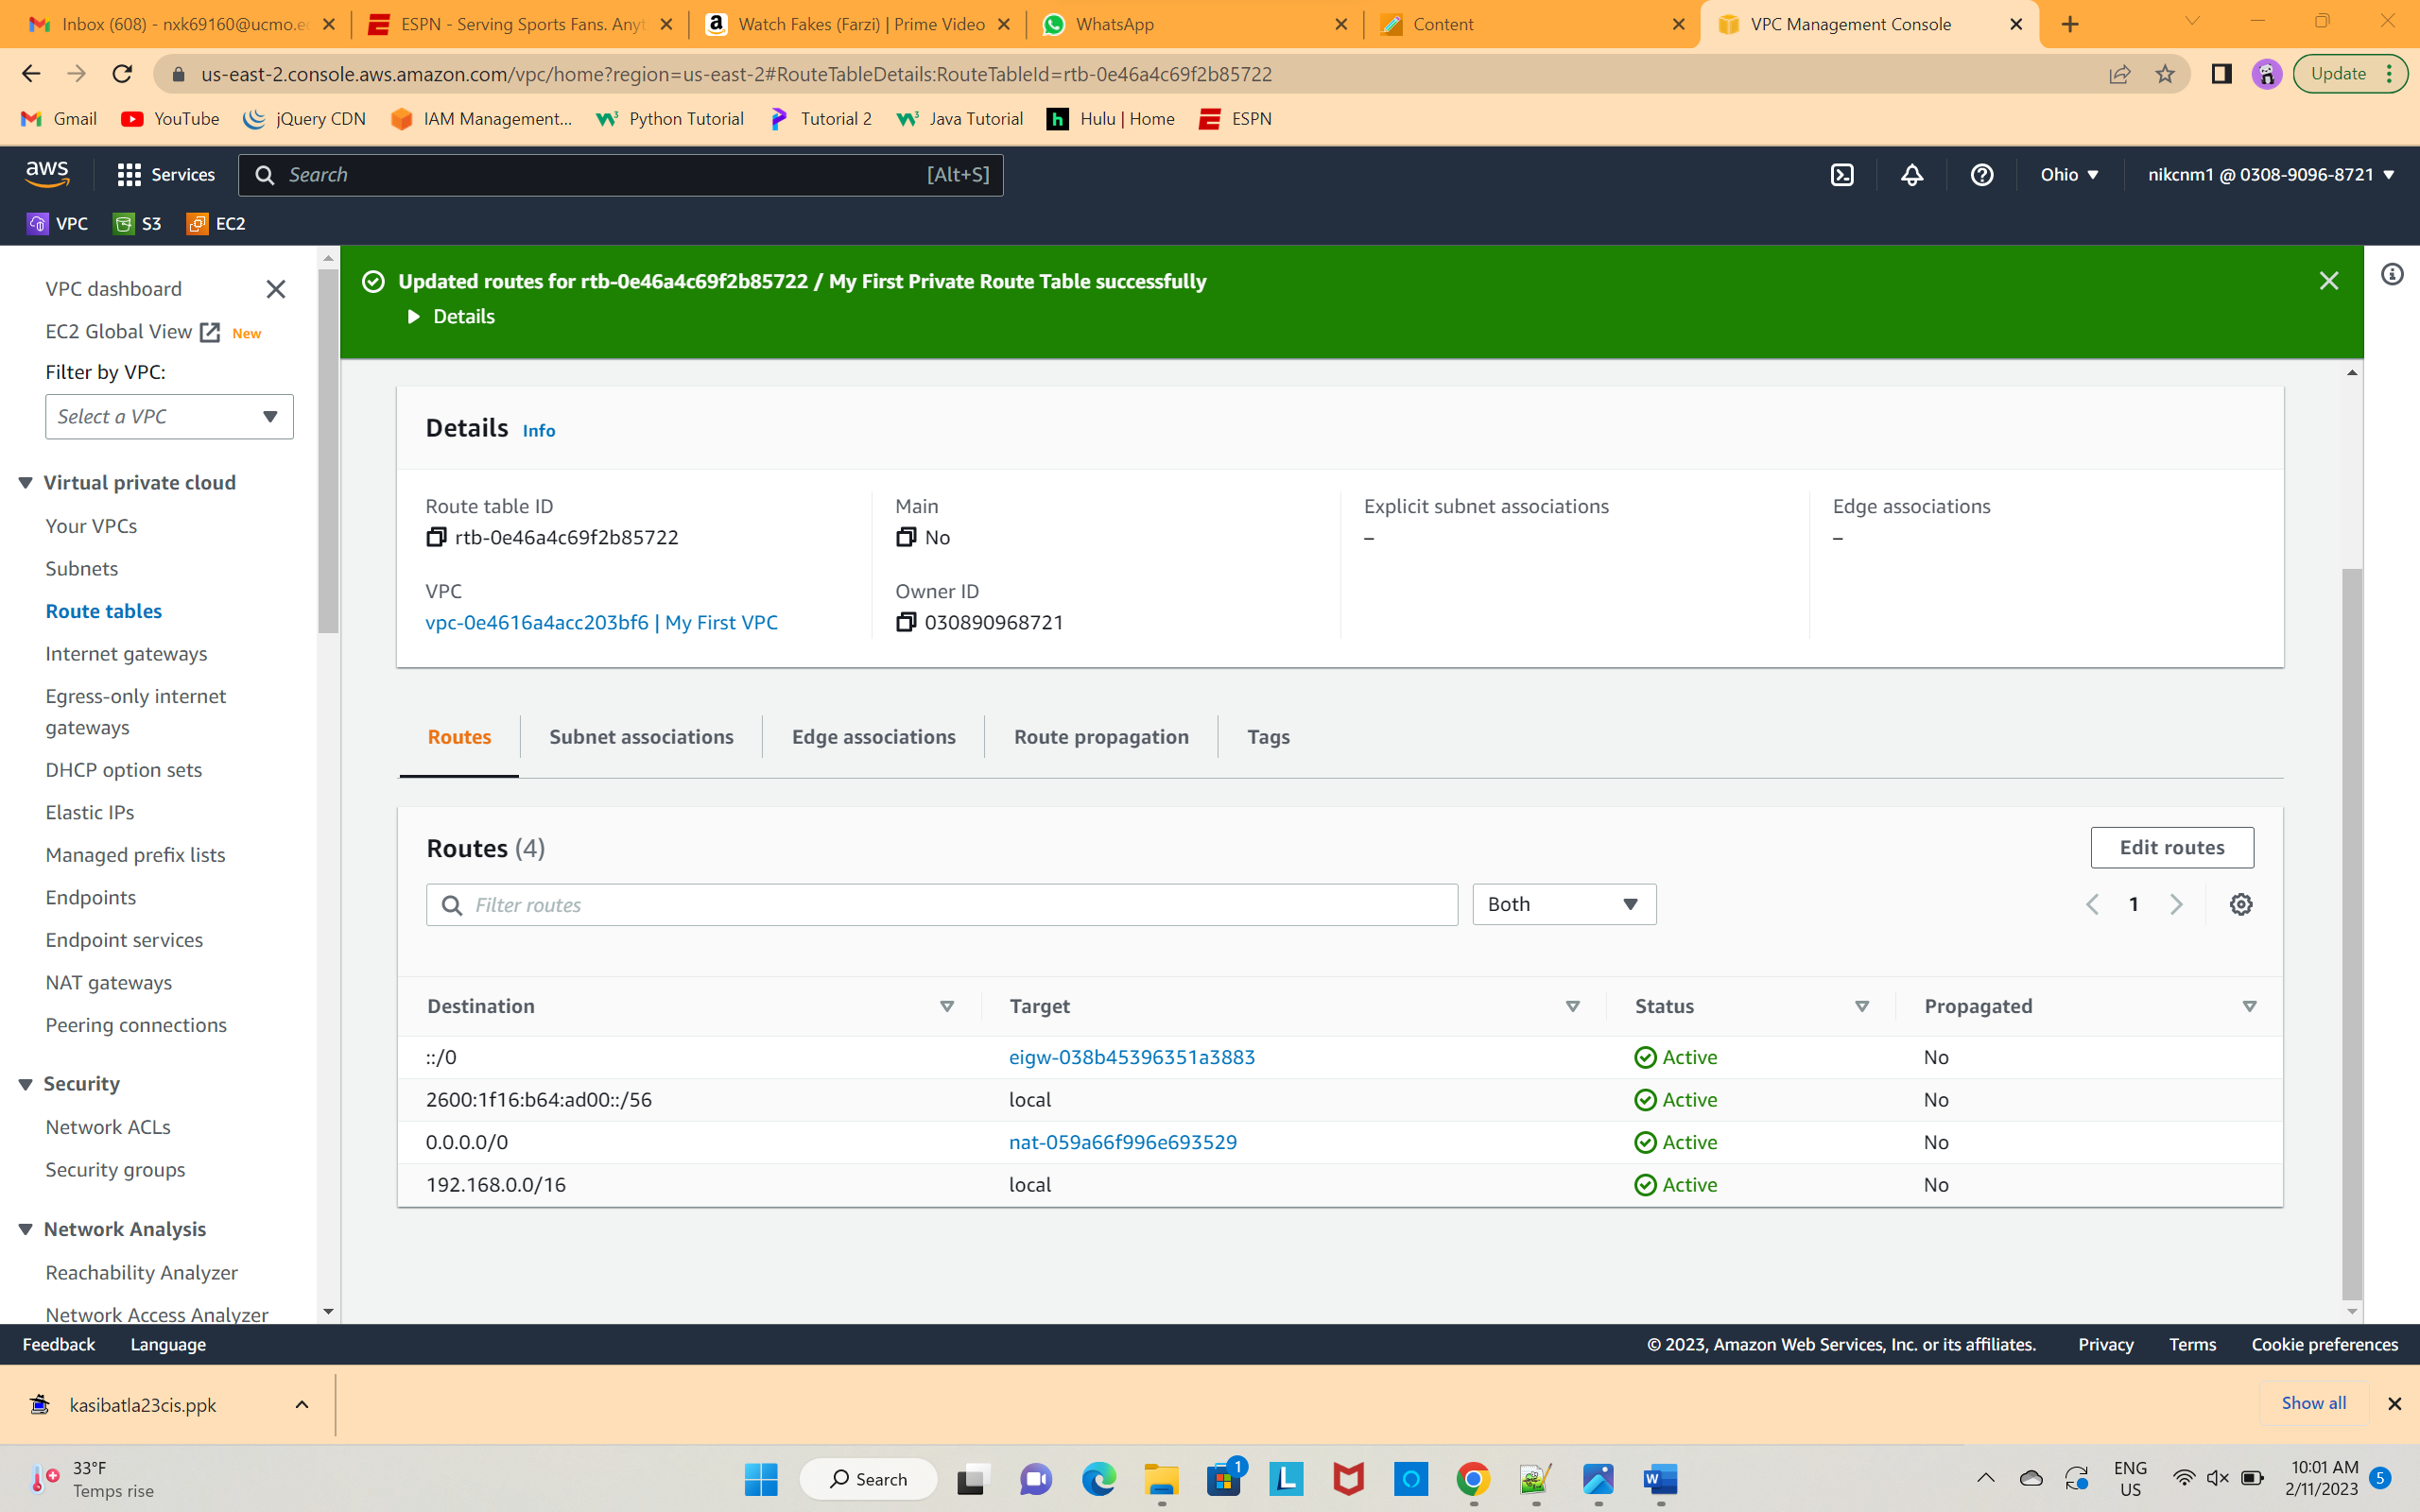 Inbox (608) - nxk69160@ucmo.e
ESPN - Serving Sports Fans. Anyt
Watch Fakes (Farzi) | Prime Video
WhatsApp
Content
VPC Management Console
us-east-2.console.aws.amazon.com/vpc/home?region=us-east-2#RouteTableDetails:RouteTableId=rtb-0e46a4c69f2b85722
Update
Gmail
YouTube
jQuery CDN
IAM Management...
Python Tutorial
Tutorial 2
Java Tutorial
Hulu | Home
ESPN
aws
Services
Search
[Alt+S]
Ohio
nikcnm1 @ 0308-9096-8721
VPC
S3
EC2
VPC dashboard
EC2 Global View New
Filter by VPC:
Select a VPC
Virtual private cloud
Your VPCs
Subnets
Route tables
Internet gateways
Egress-only internet
gateways
DHCP option sets
Elastic IPs
Managed prefix lists
Endpoints
Endpoint services
NAT gateways
Peering connections
Security
Network ACLs
Security groups
Network Analysis
Reachability Analyzer
Network Access Analyzer
Updated routes for rtb-0e46a4c69f2b85722 / My First Private Route Table successfully
Details
Details Info
Route table ID
rtb-0e46a4c69f2b85722
Main
No
Explicit subnet associations
–
Edge associations
–
VPC
vpc-0e4616a4acc203bf6 | My First VPC
Owner ID
030890968721
Routes
Subnet associations
Edge associations
Route propagation
Tags
Routes (4)
Edit routes
Filter routes
Both
1
Destination Target Status Propagated
::/0 eigw-038b45396351a3883 Active No
2600:1f16:b64:ad00::/56 local Active No
0.0.0.0/0 nat-059a66f996e693529 Active No
192.168.0.0/16 local Active No
Feedback
Language
© 2023, Amazon Web Services, Inc. or its affiliates.
Privacy
Terms
Cookie preferences
kasibatla23cis.ppk
Show all
33°F
Temps rise
Search
1
ENG
US
10:01 AM
2/11/2023
5